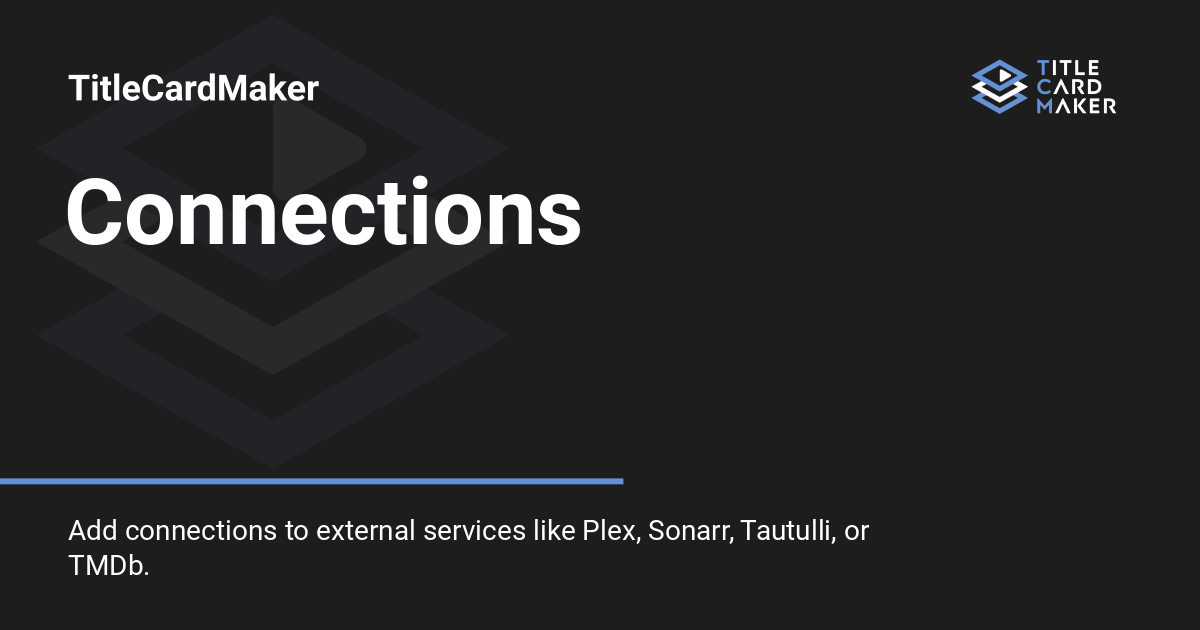 TitleCardMaker
TITLE
CARD
MAKER
Connections
Add connections to external services like Plex, Sonarr, Tautulli, or
TMDb.